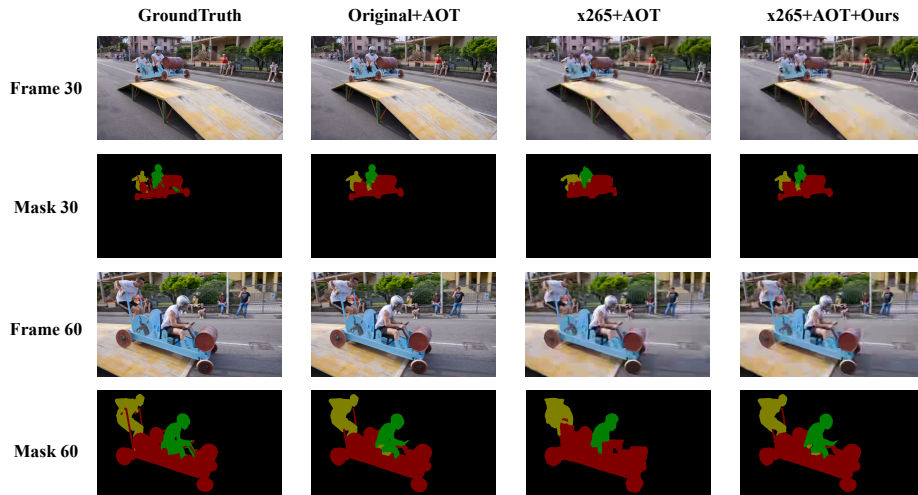 GroundTruth Original+AOT x265+AOT x265+AOT+Ours
Frame 30
Mask 30
Frame 60
Mask 60